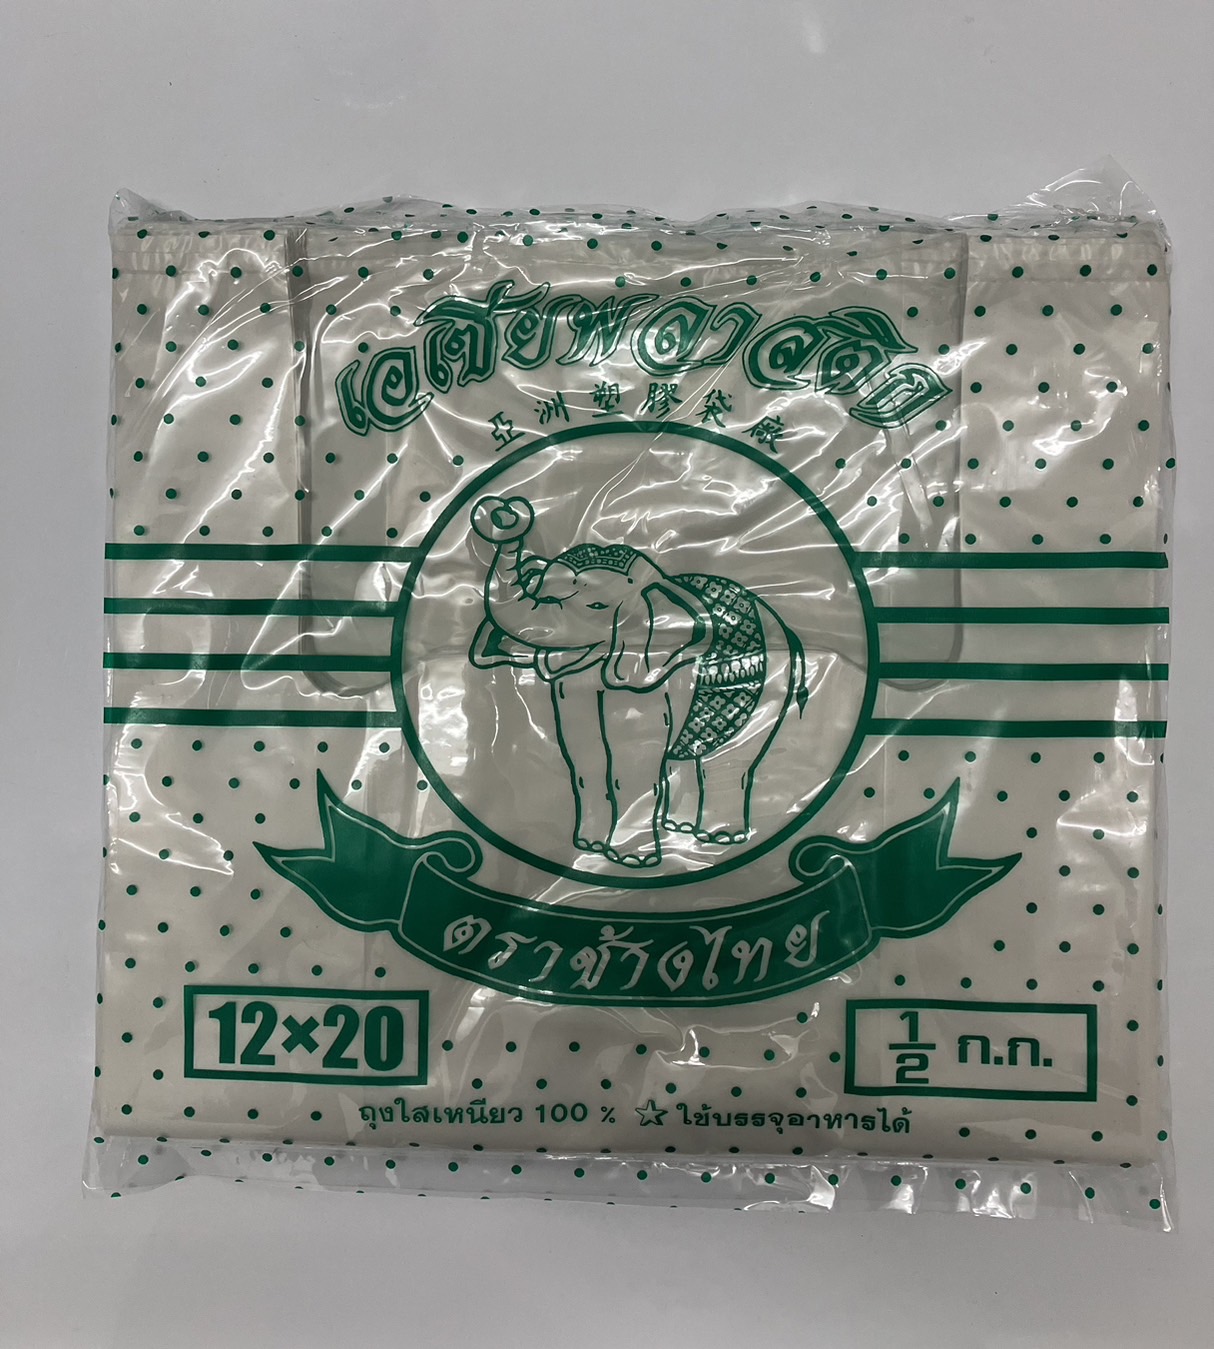 เอเซียพลาสติก
亞洲塑膠袋廠
ตราช้างไทย
12×20
1/2 ก.ก.
ถุงใสเหนียว 100 % ☆ ใช้บรรจุอาหารได้